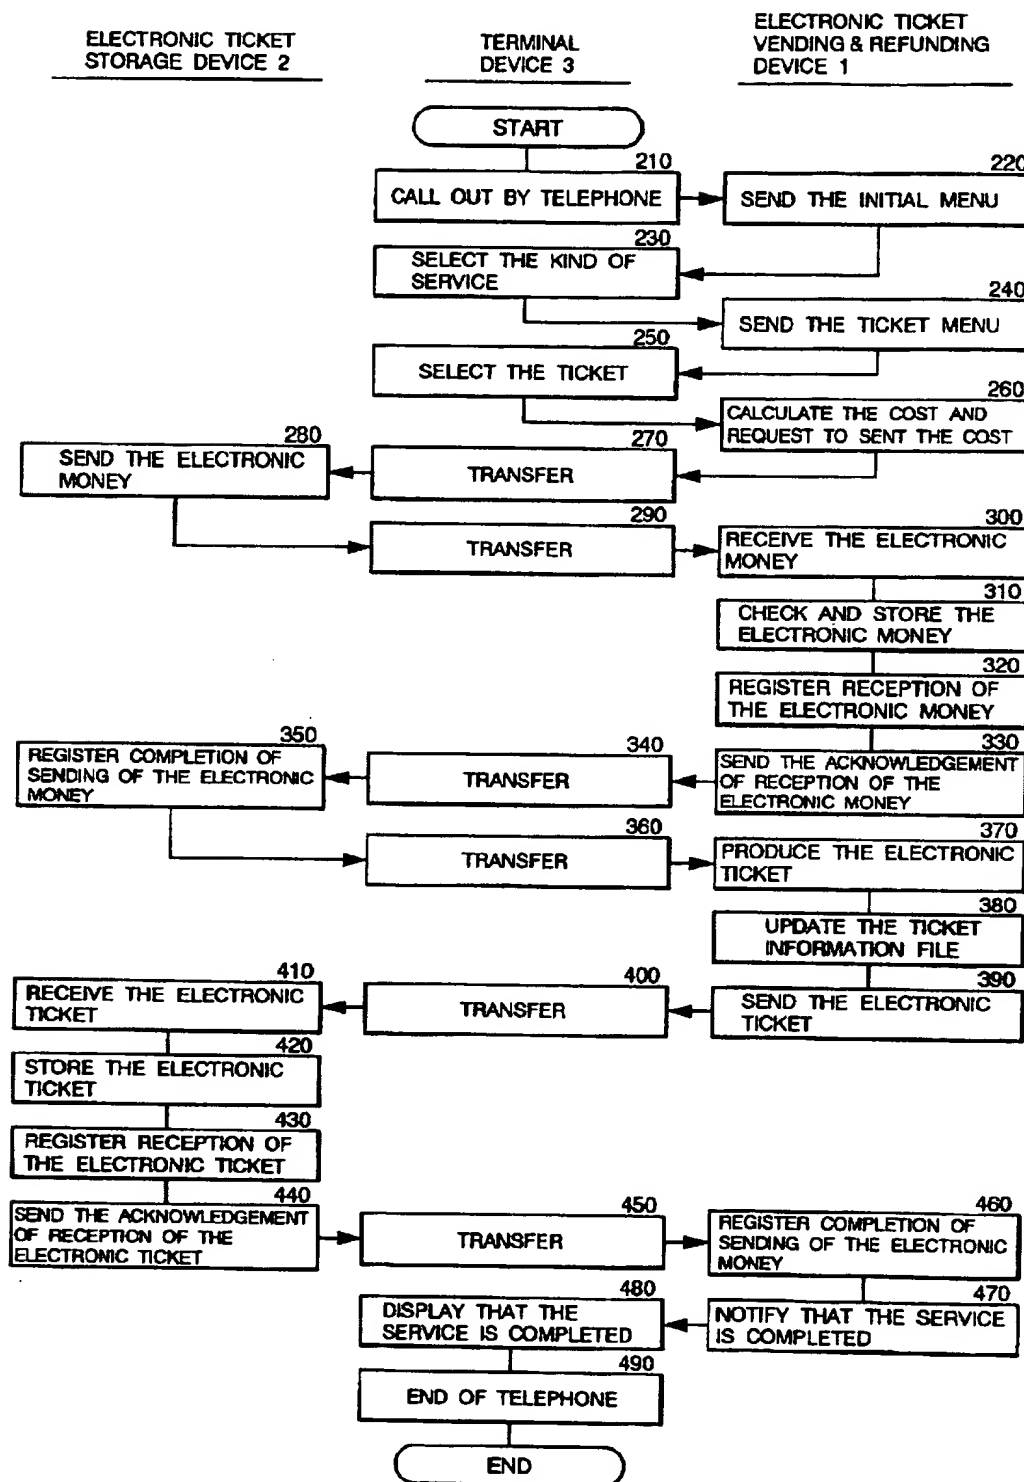 ELECTRONIC TICKET
STORAGE DEVICE 2
TERMINAL
DEVICE 3
ELECTRONIC TICKET
VENDING & REFUNDING
DEVICE 1
START
210
CALL OUT BY TELEPHONE
220
SEND THE INITIAL MENU
230
SELECT THE KIND OF
SERVICE
240
SEND THE TICKET MENU
250
SELECT THE TICKET
260
CALCULATE THE COST AND
REQUEST TO SENT THE COST
270
TRANSFER
280
SEND THE ELECTRONIC
MONEY
290
TRANSFER
300
RECEIVE THE ELECTRONIC
MONEY
310
CHECK AND STORE THE
ELECTRONIC MONEY
320
REGISTER RECEPTION OF
THE ELECTRONIC MONEY
330
SEND THE ACKNOWLEDGEMENT
OF RECEPTION OF THE
ELECTRONIC MONEY
340
TRANSFER
350
REGISTER COMPLETION OF
SENDING OF THE ELECTRONIC
MONEY
360
TRANSFER
370
PRODUCE THE ELECTRONIC
TICKET
380
UPDATE THE TICKET
INFORMATION FILE
390
SEND THE ELECTRONIC
TICKET
400
TRANSFER
410
RECEIVE THE ELECTRONIC
TICKET
420
STORE THE ELECTRONIC
TICKET
430
REGISTER RECEPTION OF
THE ELECTRONIC TICKET
440
SEND THE ACKNOWLEDGEMENT
OF RECEPTION OF THE
ELECTRONIC TICKET
450
TRANSFER
460
REGISTER COMPLETION OF
SENDING OF THE ELECTRONIC
MONEY
470
NOTIFY THAT THE SERVICE
IS COMPLETED
480
DISPLAY THAT THE
SERVICE IS COMPLETED
490
END OF TELEPHONE
END